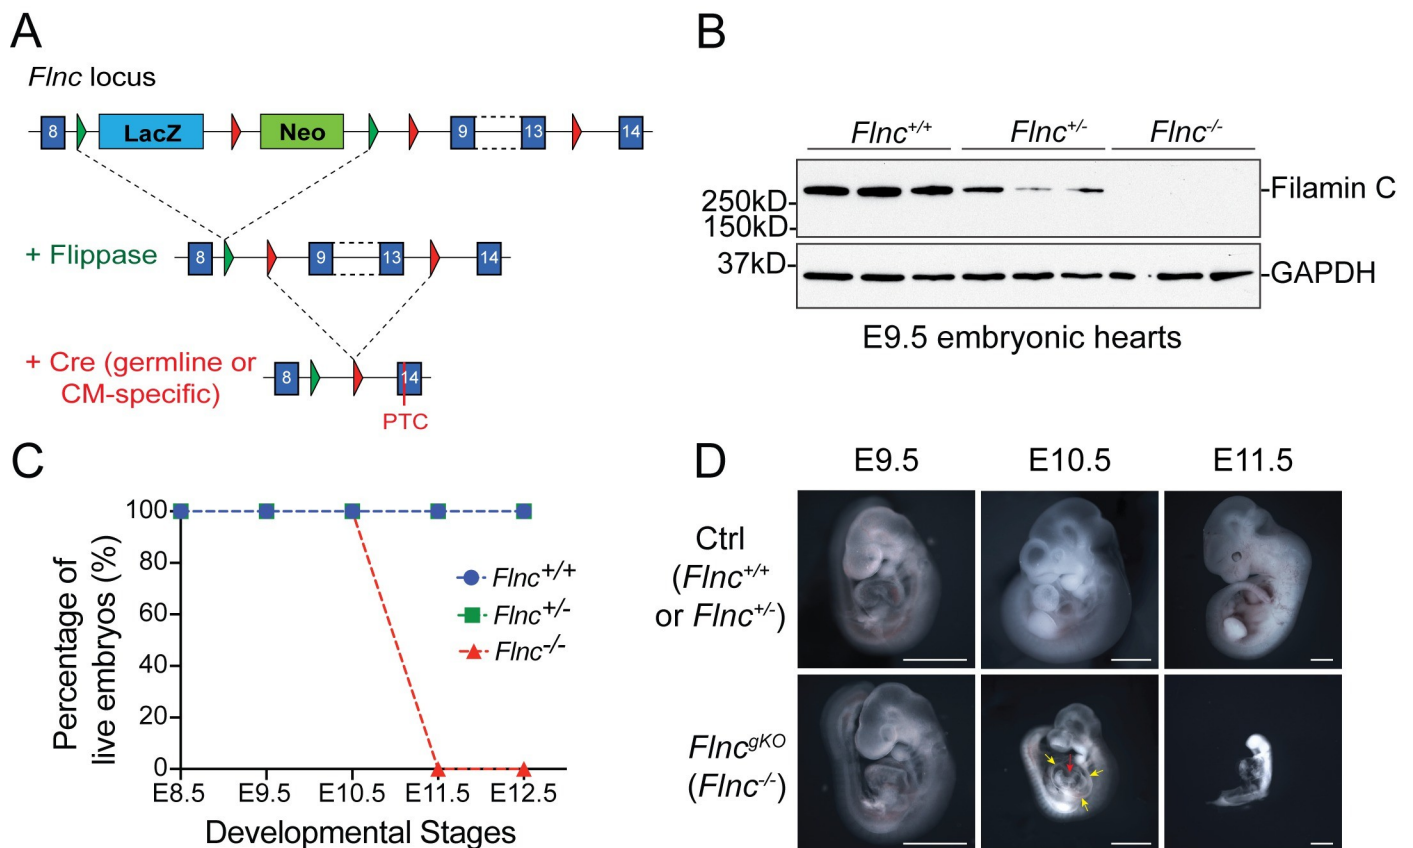 A
Flnc locus
8 LacZ Neo 9 13 14
+ Flippase 8 9 13 14
+ Cre (germline or
CM-specific)
8 14
PTC
B
Flnc+/+ Flnc+/- Flnc-/-
250kD-
150kD-
-Filamin C
37kD-
-GAPDH
E9.5 embryonic hearts
C
Percentage of
live embryos (%)
100
80
60
40
20
0
E8.5 E9.5 E10.5 E11.5 E12.5
Developmental Stages
Flnc+/+
Flnc+/-
Flnc-/-
D
E9.5 E10.5 E11.5
Ctrl
(Flnc+/+
or Flnc+/-)
FlncgKO
(Flnc-/-)